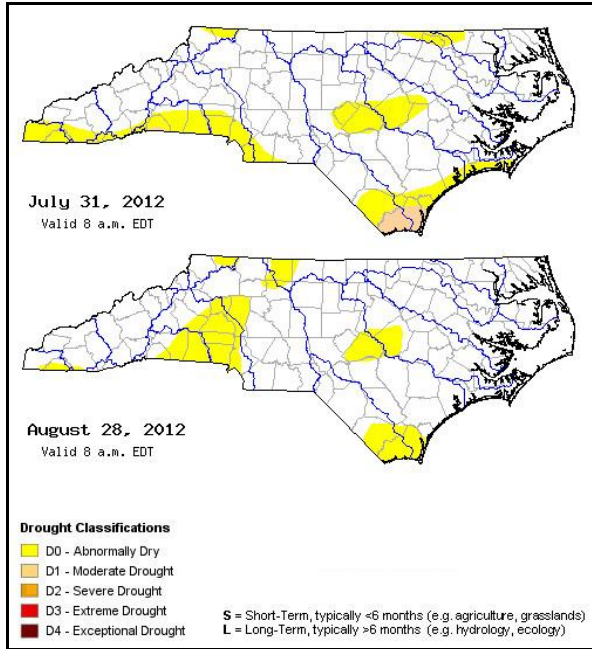 July 31, 2012
Valid 8 a.m. EDT
August 28, 2012
Valid 8 a.m. EDT
Drought Classifications
D0 - Abnormally Dry
D1 - Moderate Drought
D2 - Severe Drought
D3 - Extreme Drought
D4 - Exceptional Drought
S = Short-Term, typically <6 months (e.g. agriculture, grasslands)
L = Long-Term, typically >6 months (e.g. hydrology, ecology)